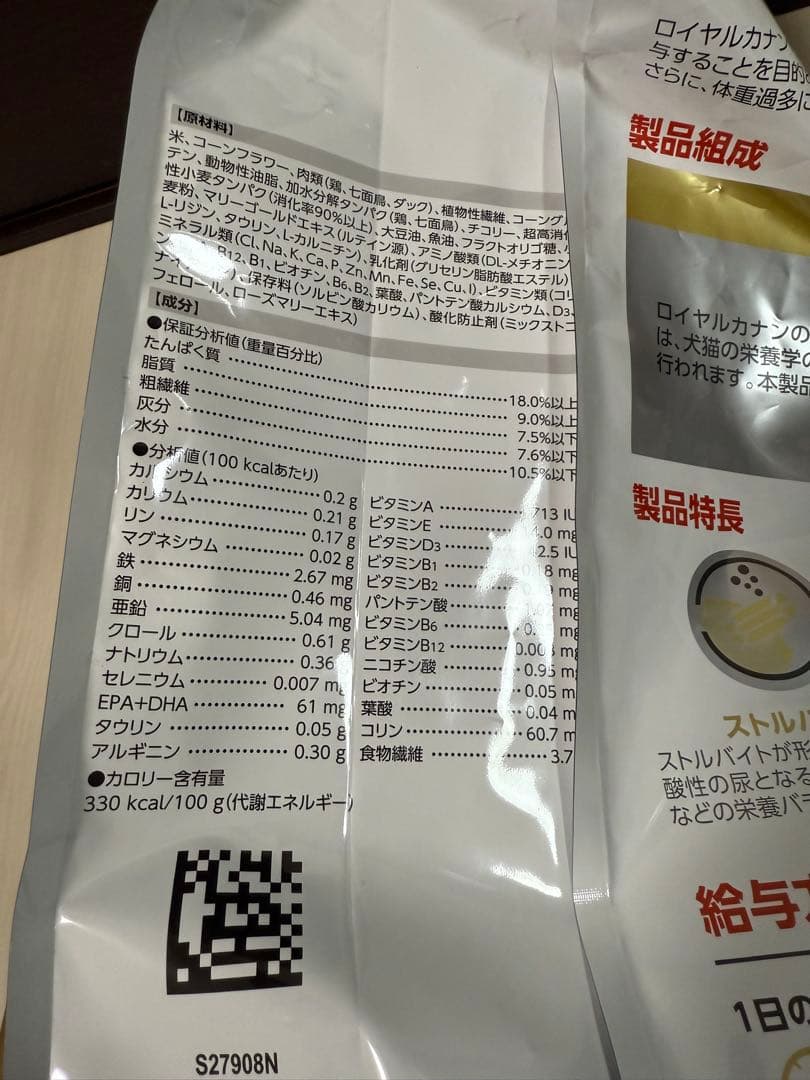 【原材料】
米、コーンフラワー、肉類(鶏、七面鳥、ダック)、植物性繊維、コーングル
テン、動物性油脂、加水分解タンパク(鶏、七面鳥)、チコリー、超高消化
性小麦タンパク(消化率90%以上)、大豆油、魚油、フラクトオリゴ糖、
麦粉、マリーゴールドエキス(ルテイン源)、アミノ酸類(DL-メチオニン
L-リジン、タウリン、L-カルニチン)、乳化剤(グリセリン脂肪酸エステル)
ミネラル類(Cl、Na、K、Ca、P、Zn、Mn、Fe、Se、Cu、I)、ビタミン類(コリ
B12、B1、ビオチン、B6、B2、葉酸、パントテン酸カルシウム、D3
保存料(ソルビン酸カリウム)、酸化防止剤(ミックストコ
フェロール、ローズマリーエキス)
【成分】
●保証分析値(重量百分比)
たんぱく質 18.0%以上
脂質 9.0%以上
粗繊維 7.5%以下
灰分 7.6%以下
水分 10.5%以下
●分析値(100 kcalあたり)
カルシウム 0.2 g
カリウム 0.21 g
リン 0.17 g
マグネシウム 0.02 g
鉄 2.67 mg
銅 0.46 mg
亜鉛 5.04 mg
クロール 0.61 g
ナトリウム 0.36
セレニウム 0.007 mg
EPA+DHA 61 mg
タウリン 0.05 g
アルギニン 0.30 g
ビタミンA 713 IU
ビタミンE .0 mg
ビタミンD3 2.5 IU
ビタミンB1 mg
ビタミンB2 mg
パントテン酸 mg
ビタミンB6 mg
ビタミンB12 mg
ニコチン酸 0.95 m
ビオチン 0.05 m
葉酸 0.04 m
コリン 60.7 m
食物繊維 3.7
●カロリー含有量
330 kcal/100 g(代謝エネルギー)
S27908N
ロイヤルカナン
与することを目的
さらに、体重過多に
製品組成
ロイヤルカナンの
は、犬猫の栄養学の
行われます。本製品
製品特長
ストルバ
ストルバイトが形
酸性の尿となる
などの栄養バラ
給与方
1日の